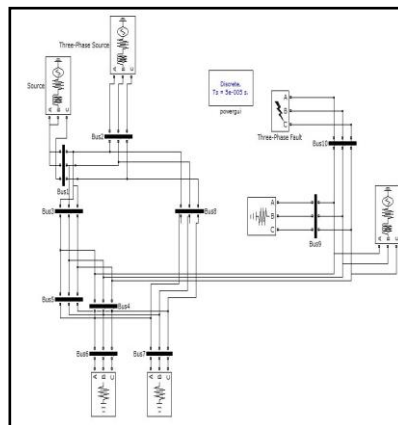 Three-Phase Source
Source
A B C
A B C
Discrete,
Ts = 5e-005 s.
powergui
A
B
C
Three-Phase Fault
Bus2
Bus10
Bus1
Bus3
Bus8
A
B
C
Bus9
A B C
Bus5
Bus4
Bus6
Bus7
A B C
A B C